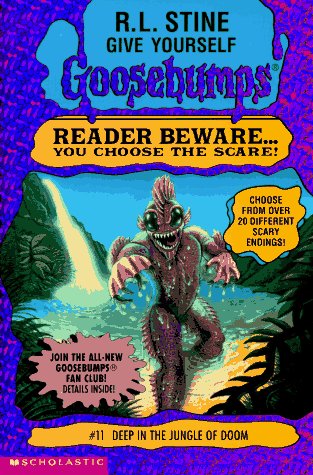 R.L. STINE
GIVE YOURSELF
Goosebumps®
READER BEWARE...
YOU CHOOSE THE SCARE!
CHOOSE
FROM OVER
20 DIFFERENT
SCARY
ENDINGS!
JOIN THE ALL-NEW
GOOSEBUMPS®
FAN CLUB!
DETAILS INSIDE!
#11 DEEP IN THE JUNGLE OF DOOM
SCHOLASTIC